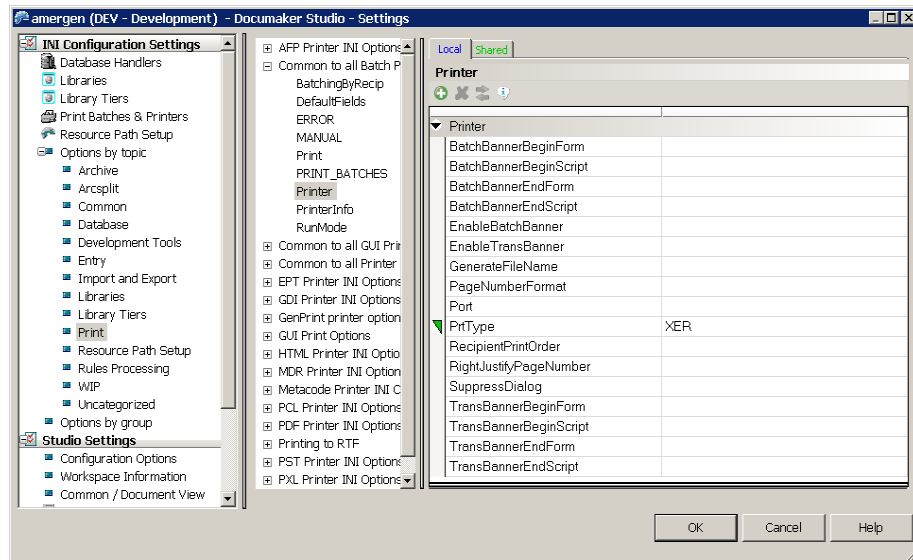 amergen (DEV - Development) - Documaker Studio - Settings
INI Configuration Settings
Database Handlers
Libraries
Library Tiers
Print Batches & Printers
Resource Path Setup
Options by topic
Archive
Arcsplit
Common
Database
Development Tools
Entry
Import and Export
Libraries
Library Tiers
Print
Resource Path Setup
Rules Processing
WIP
Uncategorized
Options by group
Studio Settings
Configuration Options
Workspace Information
Common / Document View
AFP Printer INI Options
Common to all Batch P
BatchingByRecip
DefaultFields
ERROR
MANUAL
Print
PRINT_BATCHES
Printer
PrinterInfo
RunMode
Common to all GUI Prin
Common to all Printer
EPT Printer INI Options
GDI Printer INI Options
GenPrint printer option
GUI Print Options
HTML Printer INI Optio
MDR Printer INI Option
Metacode Printer INI C
PCL Printer INI Options
PDF Printer INI Options
Printing to RTF
PST Printer INI Options
PXL Printer INI Options
Local Shared
Printer
Printer
BatchBannerBeginForm
BatchBannerBeginScript
BatchBannerEndForm
BatchBannerEndScript
EnableBatchBanner
EnableTransBanner
GenerateFileName
PageNumberFormat
Port
PrtType XER
RecipientPrintOrder
RightJustifyPageNumber
SuppressDialog
TransBannerBeginForm
TransBannerBeginScript
TransBannerEndForm
TransBannerEndScript
OK Cancel Help